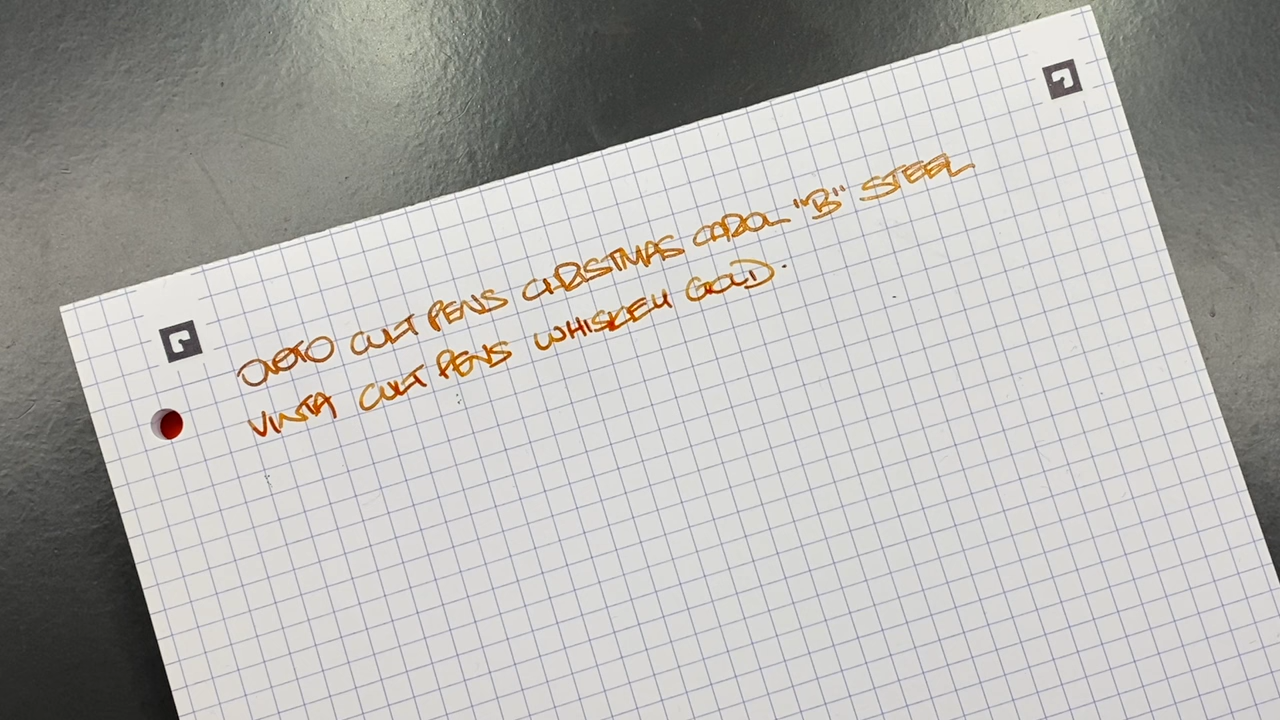 ONOTO CULT PENS CHRISTMAS CAROL "B" STEEL
VINTA CULT PENS WHISKEY GOLD.